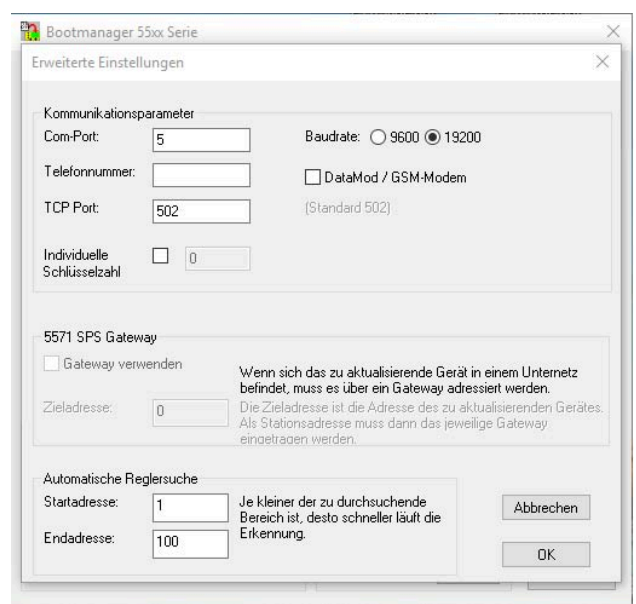 Bootmanager 55xx Serie
Erweiterte Einstellungen
Kommunikationsparameter
Com-Port: 5 Baudrate: 9600 19200
Telefonnummer: DataMod / GSM-Modem
TCP Port: 502 (Standard 502)
Individuelle
Schlüsselzahl 0
5571 SPS Gateway
Gateway verwenden
Wenn sich das zu aktualisierende Gerät in einem Unternetz
befindet, muss es über ein Gateway adressiert werden.
Zieladresse: 0
Die Zieladresse ist die Adresse des zu aktualisierenden Gerätes.
Als Stationsadresse muss dann das jeweilige Gateway
eingetragen werden.
Automatische Reglersuche
Startadresse: 1
Endadresse: 100
Je kleiner der zu durchsuchende
Bereich ist, desto schneller läuft die
Erkennung.
Abbrechen
OK